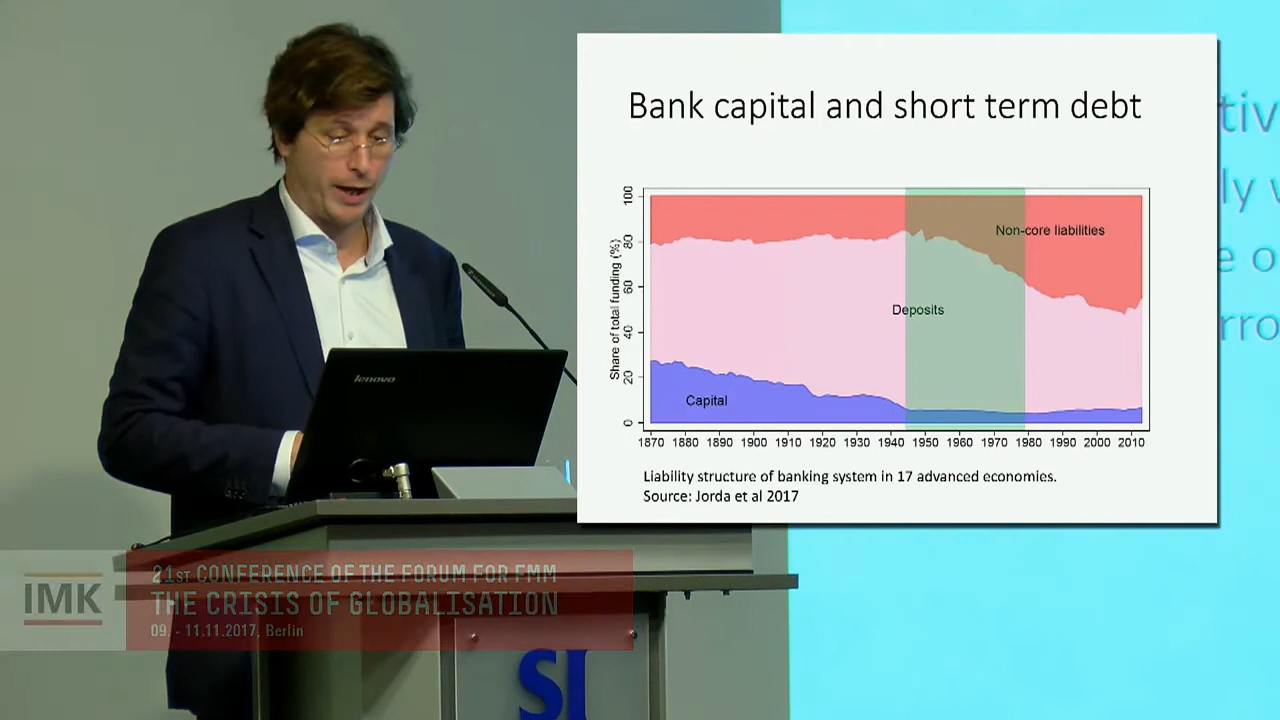 Bank capital and short term debt
Share of total funding (%)
100
80
60
40
20
0
Non-core liabilities
Deposits
Capital
1870 1880 1890 1900 1910 1920 1930 1940 1950 1960 1970 1980 1990 2000 2010
Liability structure of banking system in 17 advanced economies.
Source: Jorda et al 2017
lenovo
IMK
21ST CONFERENCE OF THE FORUM FOR FMM
THE CRISIS OF GLOBALISATION
09. - 11.11.2017, Berlin